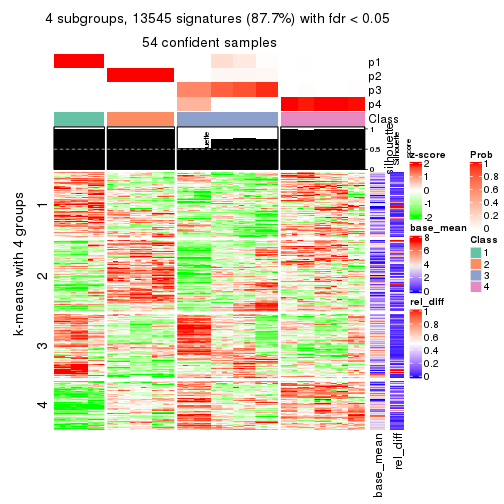 4 subgroups, 13545 signatures (87.7%) with fdr < 0.05
54 confident samples
p1
p2
p3
p4
Class
1
0.5
0
silhouette
Silhouette
score
k-means with 4 groups
1
2
3
4
base_mean
rel_diff
z-score
2
1
0
-1
-2
base_mean
8
6
4
2
0
rel_diff
1
0.8
0.6
0.4
0.2
0
Prob
1
0.8
0.6
0.4
0.2
0
Class
1
2
3
4